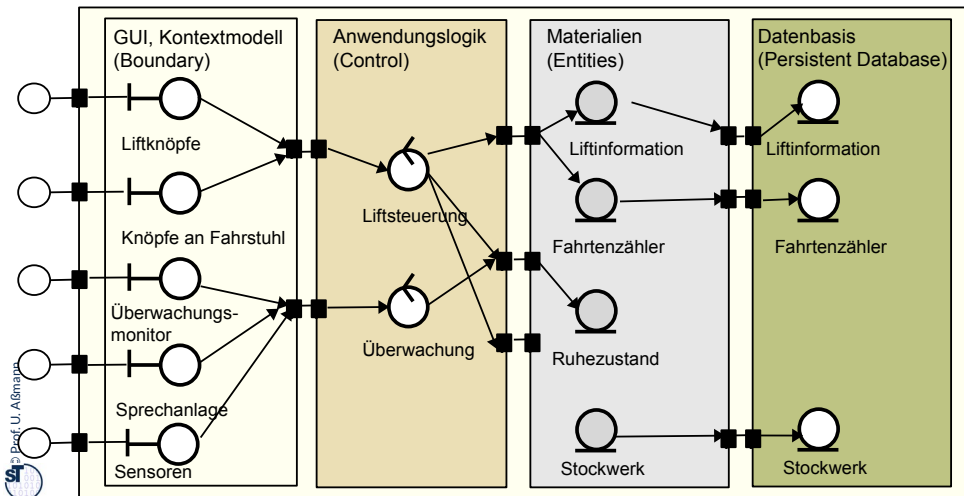 GUI, Kontextmodell
(Boundary)
Liftknöpfe
Knöpfe an Fahrstuhl
Überwachungs-
monitor
Sprechanlage
Sensoren
Anwendungslogik
(Control)
Liftsteuerung
Überwachung
Materialien
(Entities)
Liftinformation
Fahrtenzähler
Ruhezustand
Stockwerk
Datenbasis
(Persistent Database)
Liftinformation
Fahrtenzähler
Stockwerk
© Prof. U. Aßmann
ST